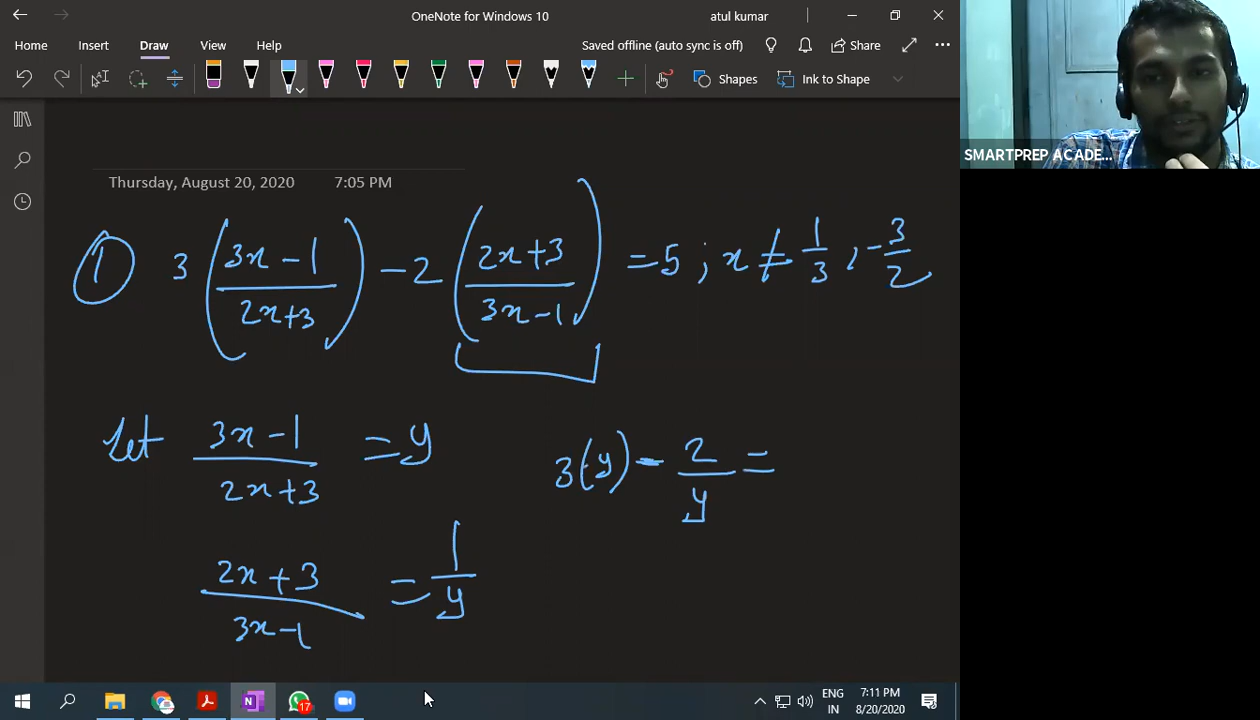 OneNote for Windows 10
atul kumar
Home Insert Draw View Help
Saved offline (auto sync is off)
Share
Shapes
Ink to Shape
SMARTPREP ACADE...
Thursday, August 20, 2020 7:05 PM
① 3 ((3x-1)/(2x+3)) -2 ((2x+3)/(3x-1)) =5 ; x ≠ 1/3, -3/2
Let (3x-1)/(2x+3) = y
3(y) - 2/y =
(2x+3)/(3x-1) = 1/y
N
17
ENG
IN
7:11 PM
8/20/2020